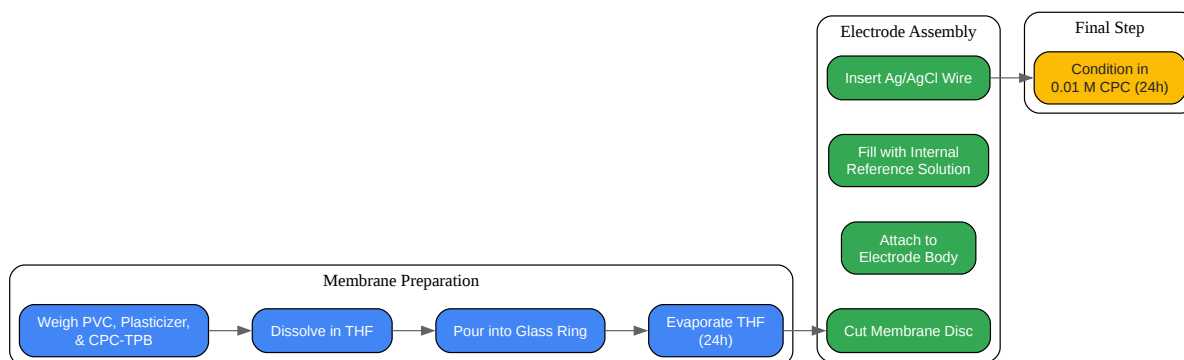 Membrane Preparation
Weigh PVC, Plasticizer,
& CPC-TPB
Dissolve in THF
Pour into Glass Ring
Evaporate THF
(24h)
Electrode Assembly
Insert Ag/AgCl Wire
Fill with Internal
Reference Solution
Attach to
Electrode Body
Cut Membrane Disc
Final Step
Condition in
0.01 M CPC (24h)